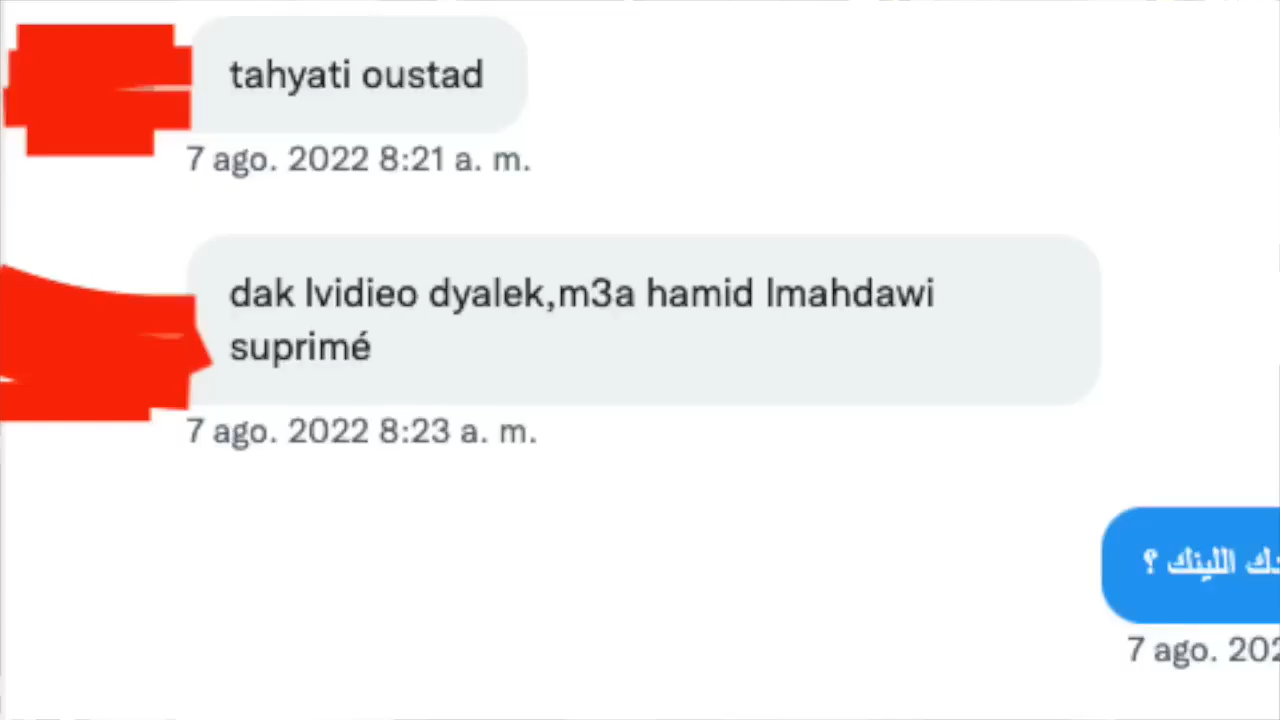 tahyati oustad
7 ago. 2022 8:21 a. m.
dak lvidieo dyalek,m3a hamid lmahdawi
suprimé
7 ago. 2022 8:23 a. m.
اللينك ؟
7 ago.